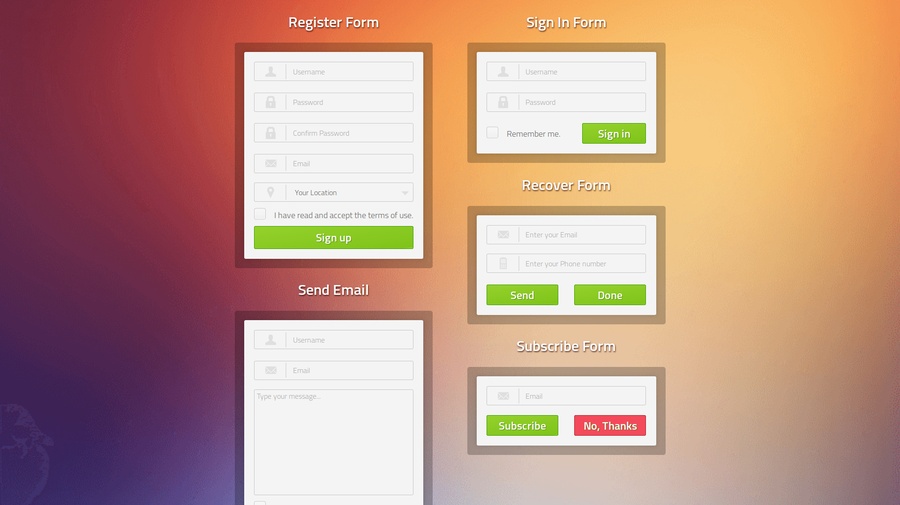 Register Form
Username
Password
Confirm Password
Email
Your Location
I have read and accept the terms of use.
Sign up
Send Email
Username
Email
Type your message...
Sign In Form
Username
Password
Remember me.
Sign in
Recover Form
Enter your Email
Enter your Phone number
Send
Done
Subscribe Form
Email
Subscribe
No, Thanks